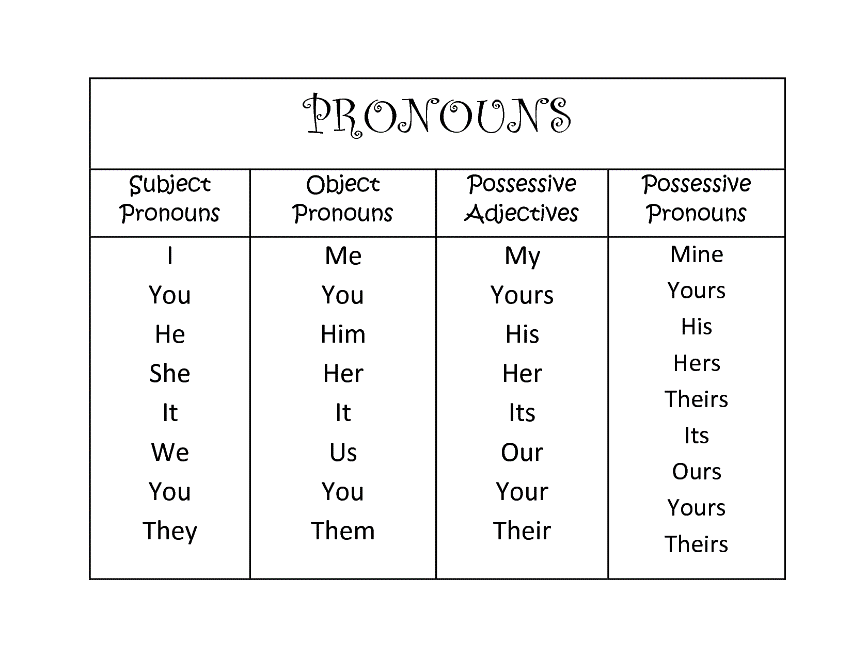 PRONOUNS
Subject Pronouns
Object Pronouns
Possessive Adjectives
Possessive Pronouns
I
You
He
She
It
We
You
They
Me
You
Him
Her
It
Us
You
Them
My
Yours
His
Her
Its
Our
Your
Their
Mine
Yours
His
Hers
Theirs
Its
Ours
Yours
Theirs